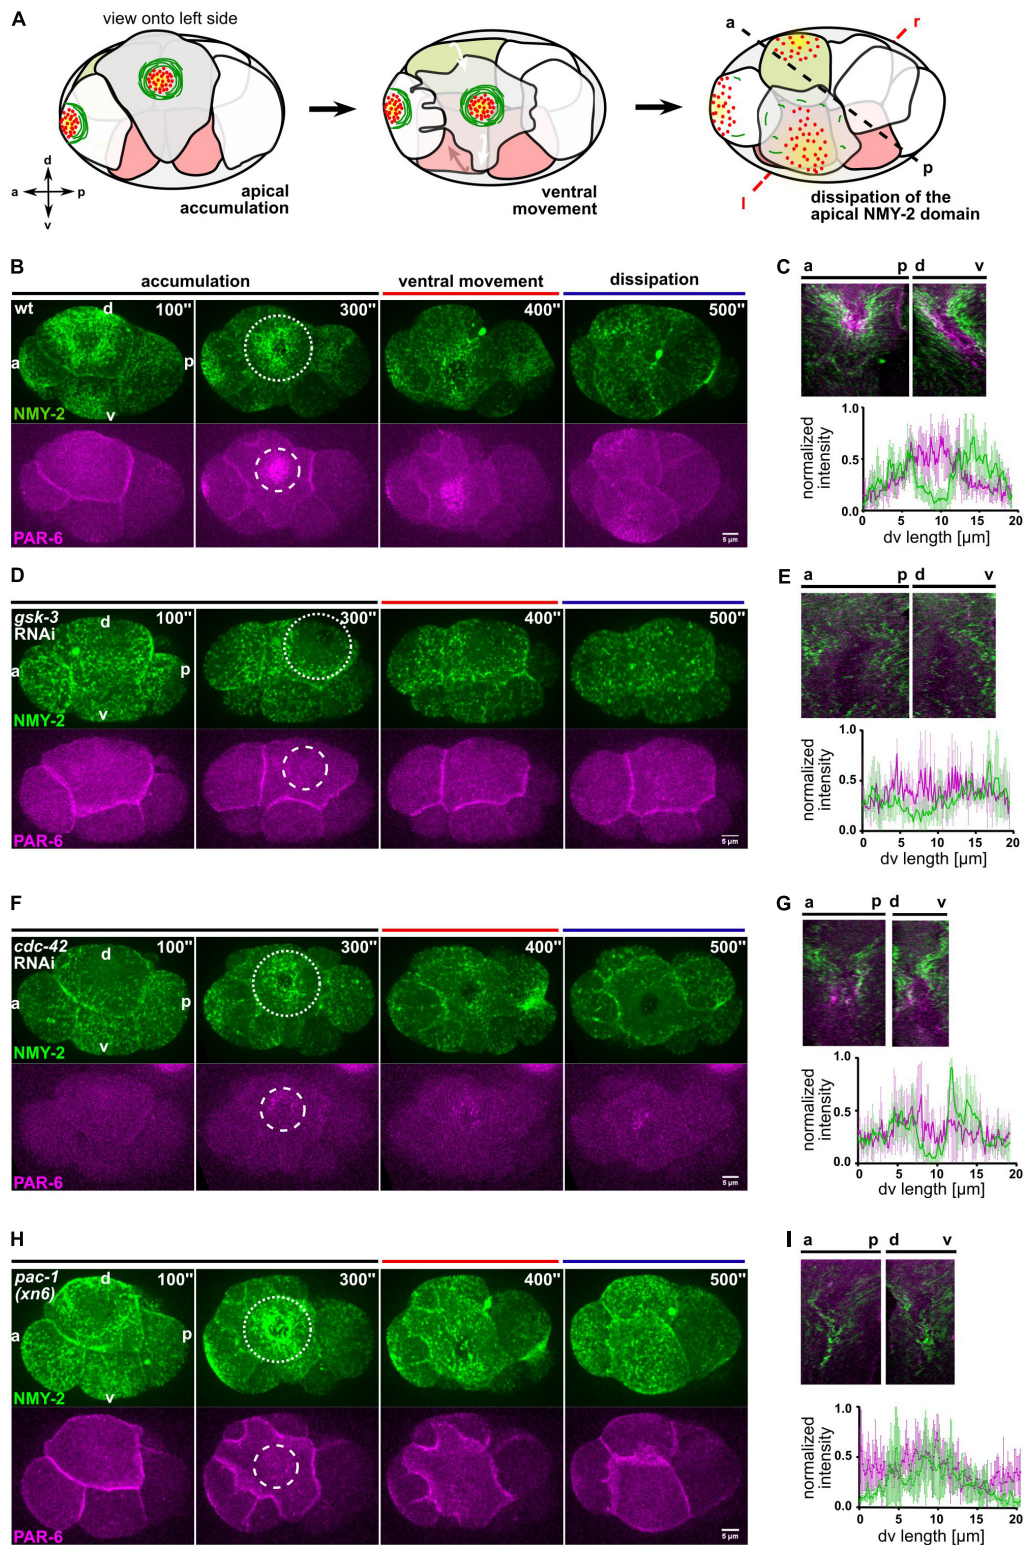 A
view onto left side
d
a
p
v
apical
accumulation
ventral
movement
a
r
l
p
dissipation of the
apical NMY-2 domain
B
accumulation
ventral movement
dissipation
wt
d
100"
300"
400"
500"
a
p
v
NMY-2
PAR-6
5 µm
C
a
p
d
v
1.0
0.5
0.0
normalized
intensity
0
5
10
15
20
dv length [µm]
D
gsk-3
RNAi
d
100"
300"
400"
500"
a
p
v
NMY-2
PAR-6
5 µm
E
a
p
d
v
1.0
0.5
0.0
normalized
intensity
0
5
10
15
20
dv length [µm]
F
cdc-42
RNAi
d
100"
300"
400"
500"
a
p
v
NMY-2
PAR-6
5 µm
G
a
p
d
v
1.0
0.5
0.0
normalized
intensity
0
5
10
15
20
dv length [µm]
H
pac-1
(xn6)
d
100"
300"
400"
500"
a
p
v
NMY-2
PAR-6
5 µm
I
a
p
d
v
1.0
0.5
0.0
normalized
intensity
0
5
10
15
20
dv length [µm]